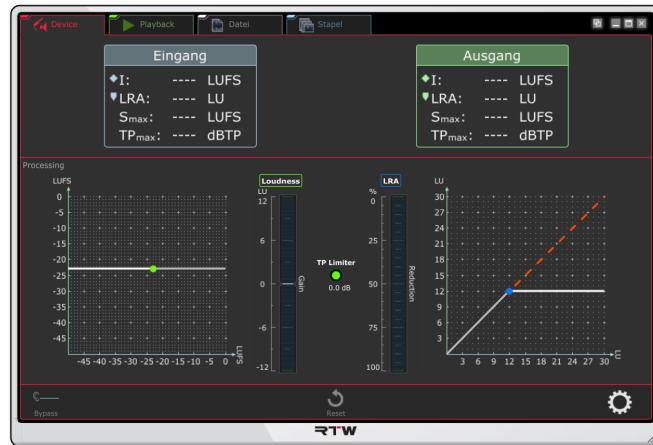 Device
Playback
Datei
Stapel
Eingang
I: ---- LUFS
LRA: ---- LU
Smax: ---- LUFS
TPmax: ---- dBTP
Ausgang
I: ---- LUFS
LRA: ---- LU
Smax: ---- LUFS
TPmax: ---- dBTP
Processing
LUFS
0
-5
-10
-15
-20
-25
-30
-35
-40
-45
-45 -40 -35 -30 -25 -20 -15 -10 -5 0
LUFS
Loudness
LU
12
6
0
-6
-12
Gain
TP Limiter
0.0 dB
LRA
%
0
25
50
75
100
Reduction
LU
30
27
24
21
18
15
12
9
6
3
3 6 9 12 15 18 21 24 27 30
LU
Bypass
Reset
RTW